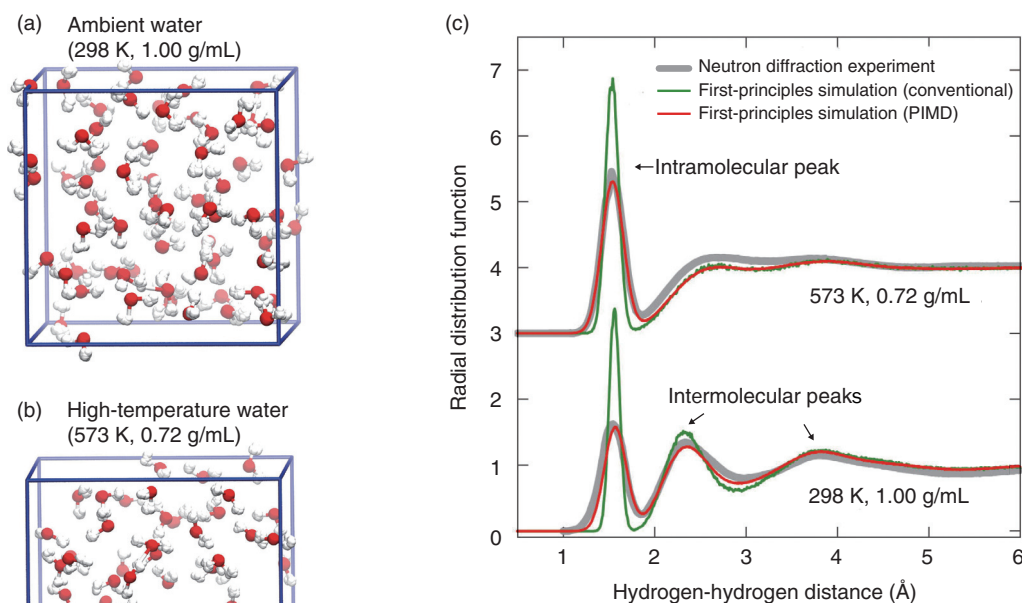 (a) Ambient water
(298 K, 1.00 g/mL)
(b) High-temperature water
(573 K, 0.72 g/mL)
(c)
Radial distribution function
7
6
5
4
3
2
1
0
Neutron diffraction experiment
First-principles simulation (conventional)
First-principles simulation (PIMD)
←Intramolecular peak
573 K, 0.72 g/mL
Intermolecular peaks
298 K, 1.00 g/mL
1 2 3 4 5 6
Hydrogen-hydrogen distance (Å)